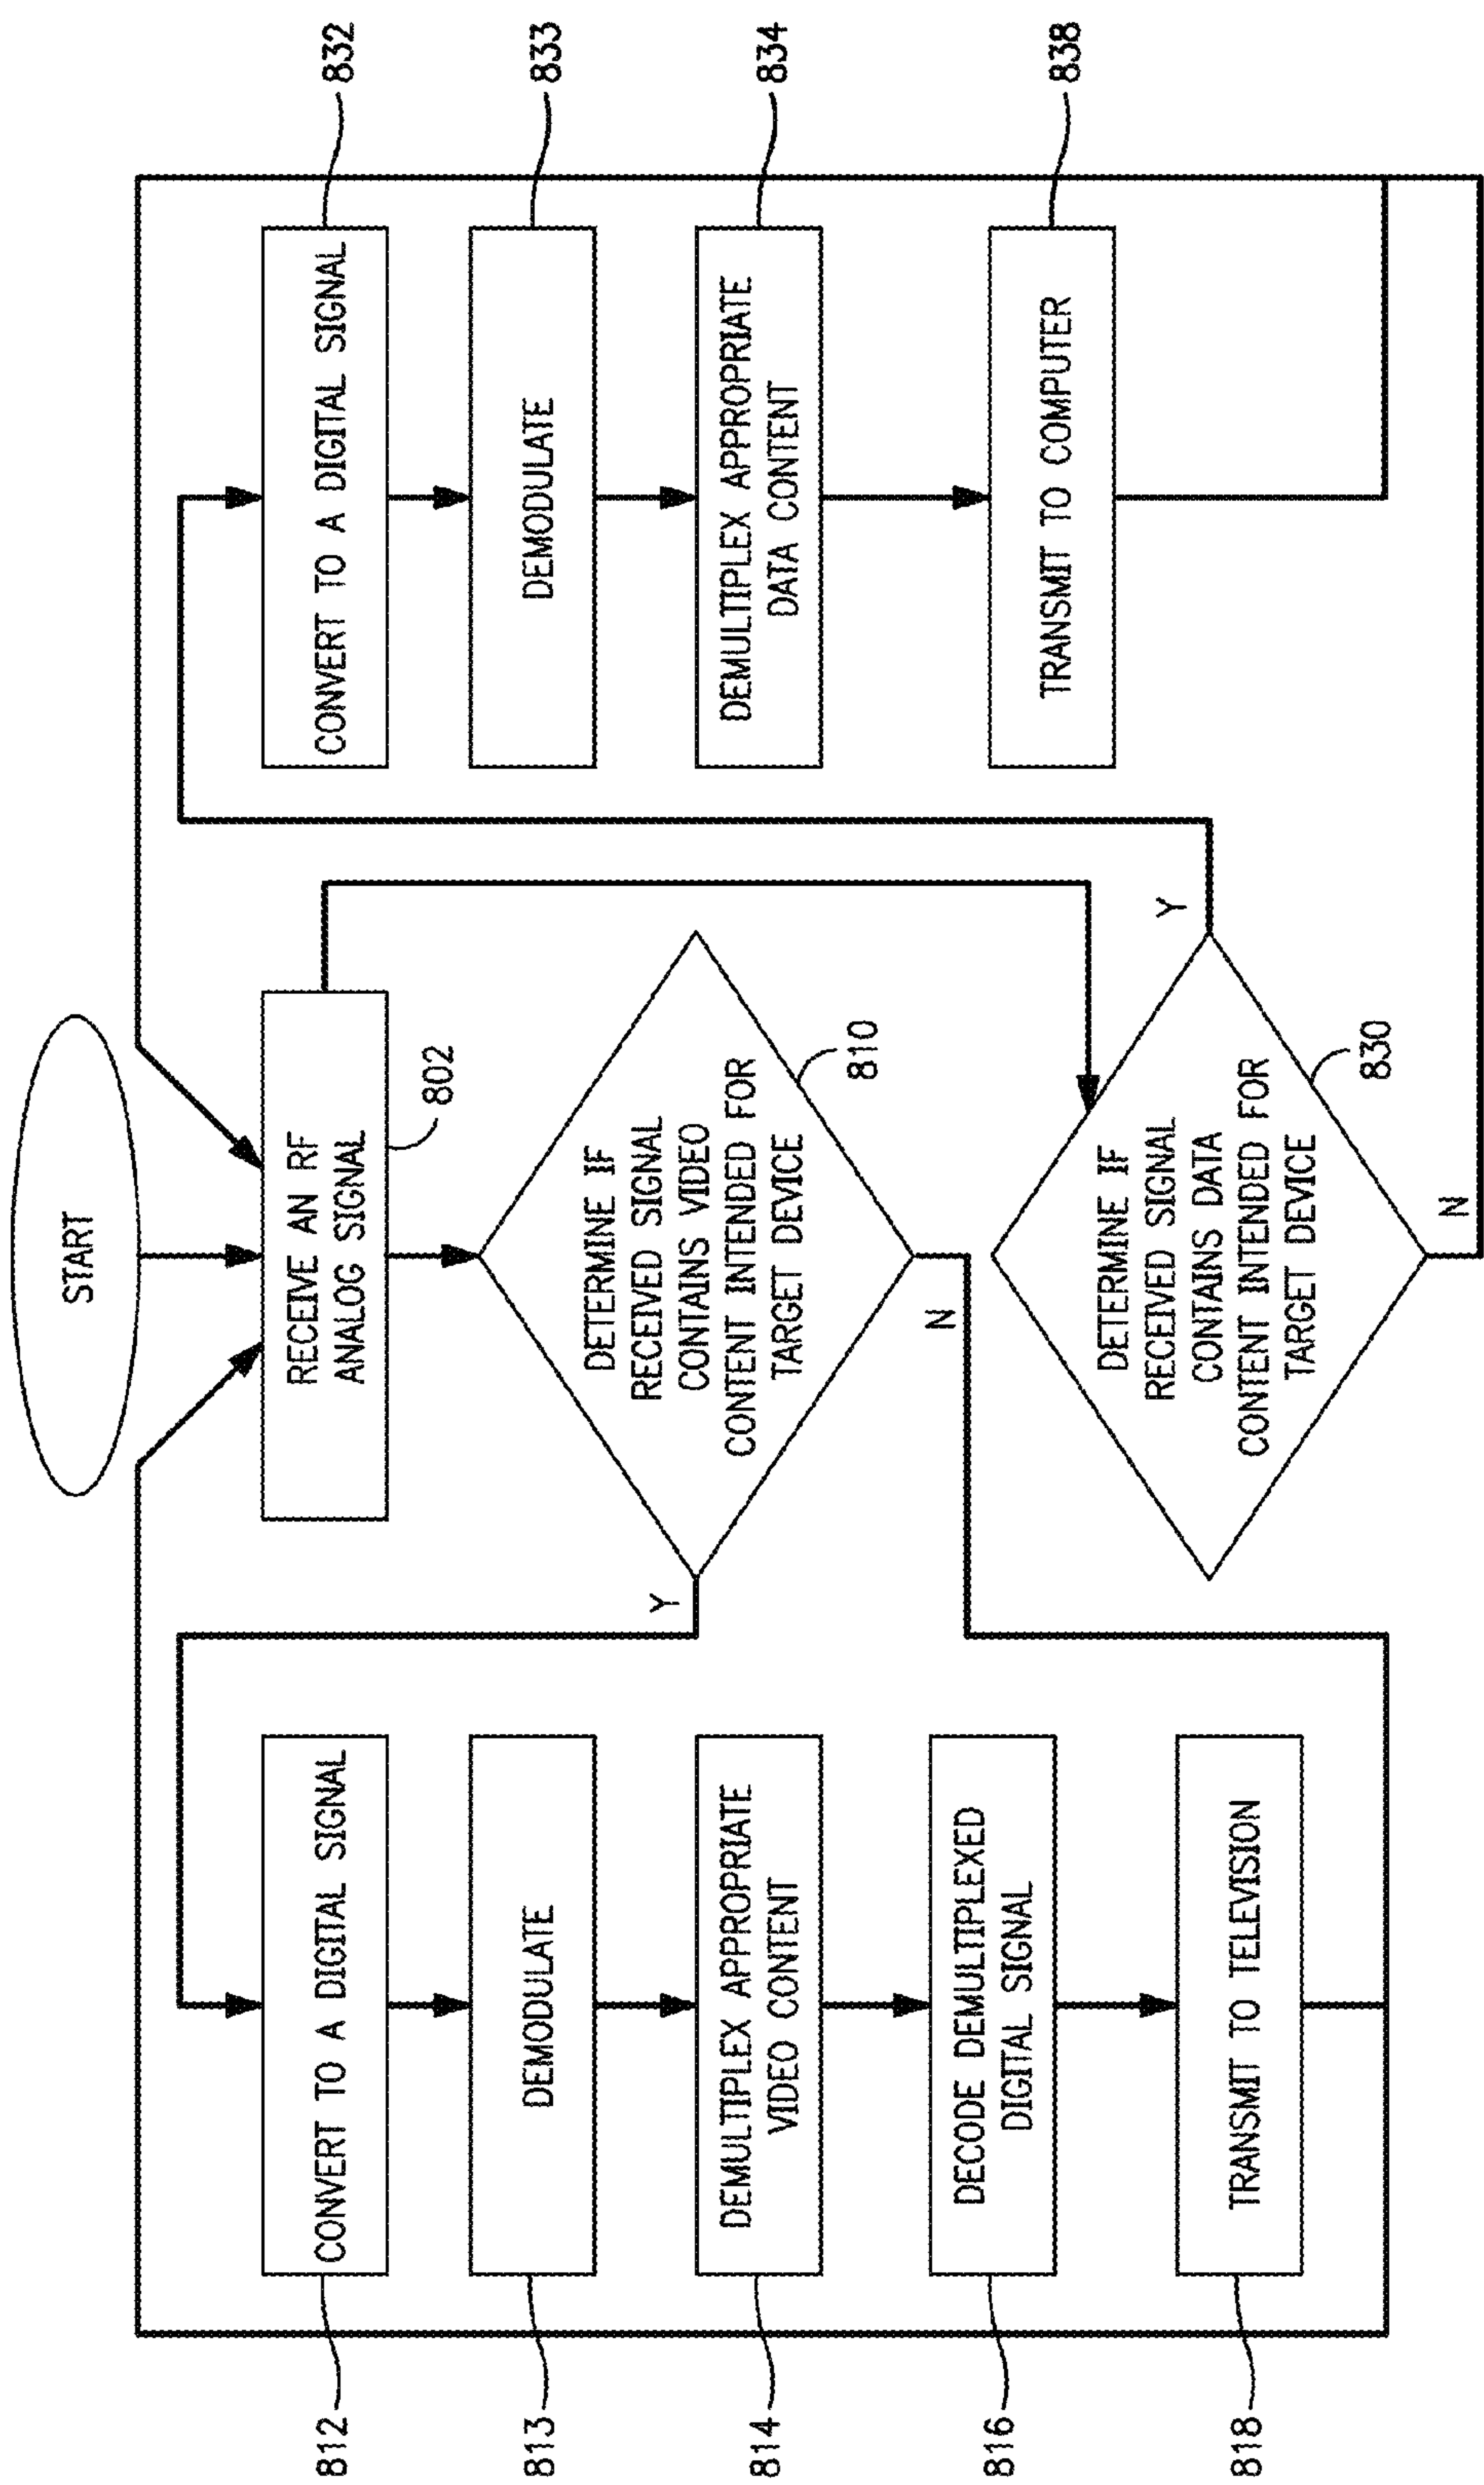 START
RECEIVE AN RF
ANALOG SIGNAL
802
DETERMINE IF
RECEIVED SIGNAL
CONTAINS VIDEO
CONTENT INTENDED FOR
TARGET DEVICE
810
Y
N
CONVERT TO A DIGITAL SIGNAL
812
DEMODULATE
813
DEMULTIPLEX APPROPRIATE
VIDEO CONTENT
814
DECODE DEMULTIPLEXED
DIGITAL SIGNAL
816
TRANSMIT TO TELEVISION
818
DETERMINE IF
RECEIVED SIGNAL
CONTAINS DATA
CONTENT INTENDED FOR
TARGET DEVICE
830
Y
N
CONVERT TO A DIGITAL SIGNAL
832
DEMODULATE
833
DEMULTIPLEX APPROPRIATE
DATA CONTENT
834
TRANSMIT TO COMPUTER
838